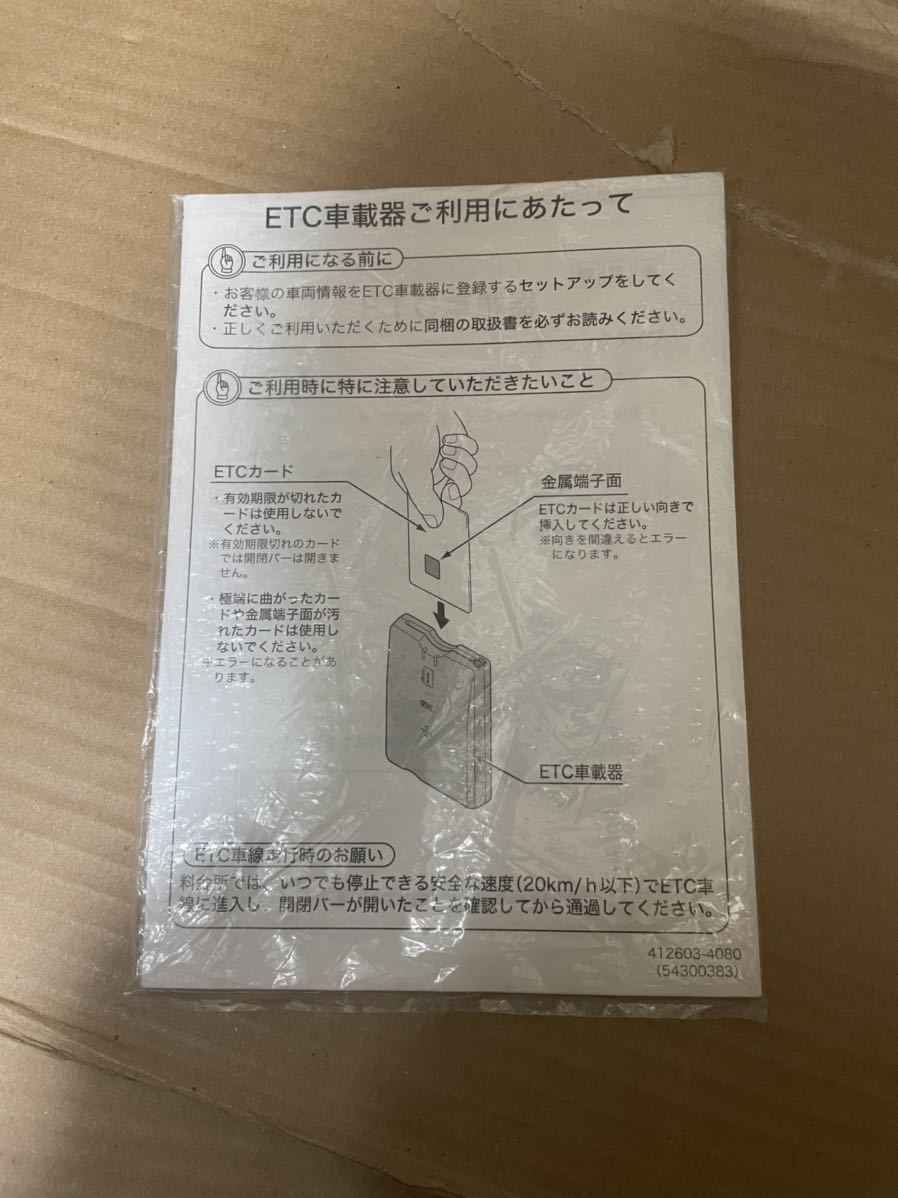 ETC車載器ご利用にあたって
ご利用になる前に
・お客様の車両情報をETC車載器に登録するセットアップをしてく
ださい。
・正しくご利用いただくために同梱の取扱書を必ずお読みください。
ご利用時に特に注意していただきたいこと
ETCカード
・有効期限が切れたカ
ードは使用しないで
ください。
※有効期限切れのカード
では開閉バーは開きま
せん。
・極端に曲がったカー
ドや金属端子面が汚
れたカードは使用し
ないでください。
※エラーになることがあ
ります。
金属端子面
ETCカードは正しい向きで
挿入してください。
※向きを間違えるとエラー
になります。
ETC車載器
ETC車線走行時のお願い
料金所では、いつでも停止できる安全な速度(20km/h以下)でETC車
線に進入し、開閉バーが開いたことを確認してから通過してください。
412603-4080
(54300383)